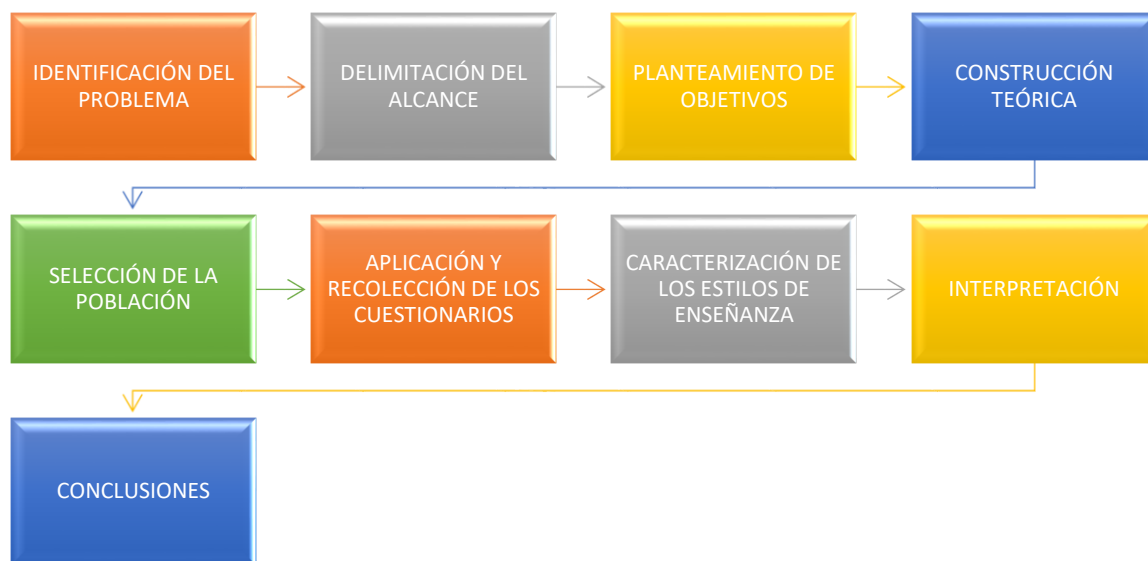 IDENTIFICACIÓN DEL
PROBLEMA
DELIMITACIÓN DEL
ALCANCE
PLANTEAMIENTO DE
OBJETIVOS
CONSTRUCCIÓN
TEÓRICA
SELECCIÓN DE LA
POBLACIÓN
APLICACIÓN Y
RECOLECCIÓN DE LOS
CUESTIONARIOS
CARACTERIZACIÓN DE
LOS ESTILOS DE
ENSEÑANZA
INTERPRETACIÓN
CONCLUSIONES